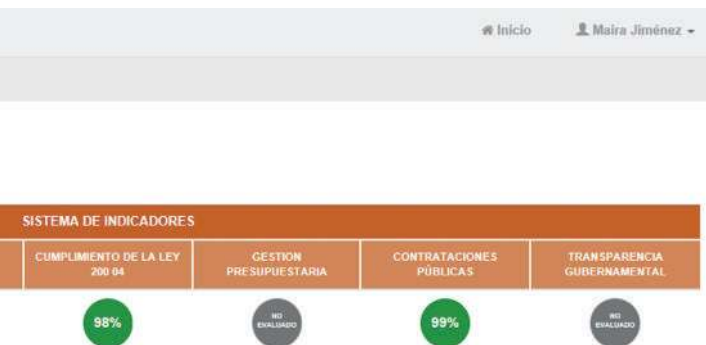 Inicio Maira Jiménez
SISTEMA DE INDICADORES
CUMPLIMIENTO DE LA LEY
200 04
GESTION
PRESUPUESTARIA
CONTRATACIONES
PÚBLICAS
TRANSPARENCIA
GUBERNAMENTAL
98%
NO
EVALUADO
99%
NO
EVALUADO